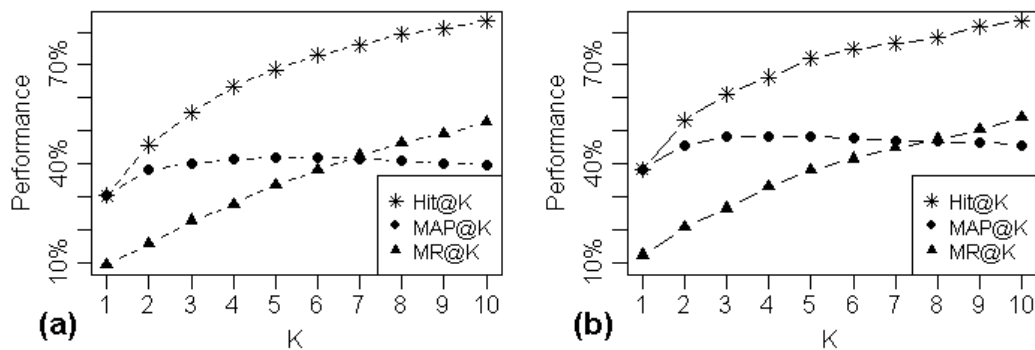 Performance
70%
40%
10%
Hit@K
MAP@K
MR@K
1 2 3 4 5 6 7 8 9 10
K
(a)
Performance
70%
40%
10%
Hit@K
MAP@K
MR@K
1 2 3 4 5 6 7 8 9 10
K
(b)